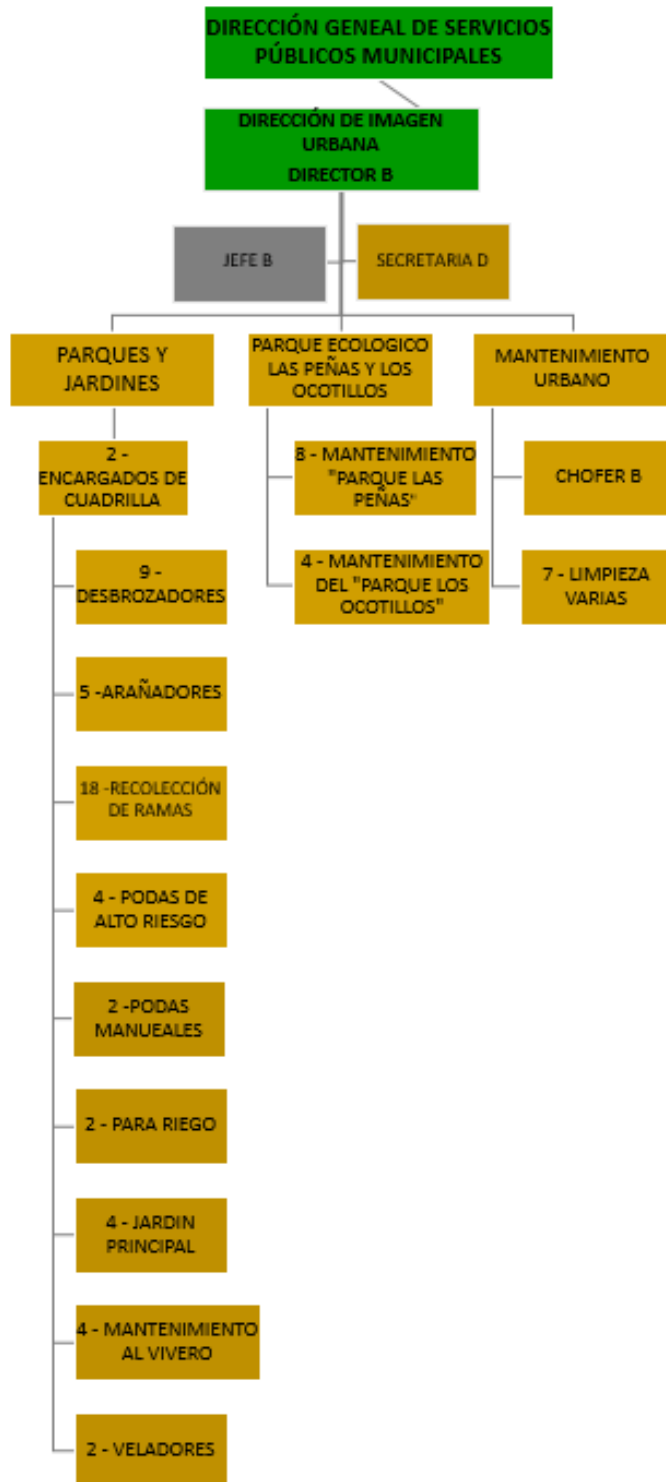 DIRECCIÓN GENEAL DE SERVICIOS
PÚBLICOS MUNICIPALES
DIRECCIÓN DE IMAGEN
URBANA
DIRECTOR B
JEFE B
SECRETARIA D
PARQUES Y
JARDINES
PARQUE ECOLOGICO
LAS PEÑAS Y LOS
OCOTILLOS
MANTENIMIENTO
URBANO
2 -
ENCARGADOS DE
CUADRILLA
8 - MANTENIMIENTO
"PARQUE LAS
PEÑAS"
CHOFER B
9 -
DESBROZADORES
4 - MANTENIMIENTO
DEL "PARQUE LOS
OCOTILLOS"
7 - LIMPIEZA
VARIAS
5 -ARAÑADORES
18 -RECOLECCIÓN
DE RAMAS
4 - PODAS DE
ALTO RIESGO
2 -PODAS
MANUEALES
2 - PARA RIEGO
4 - JARDIN
PRINCIPAL
4 - MANTENIMIENTO
AL VIVERO
2 - VELADORES